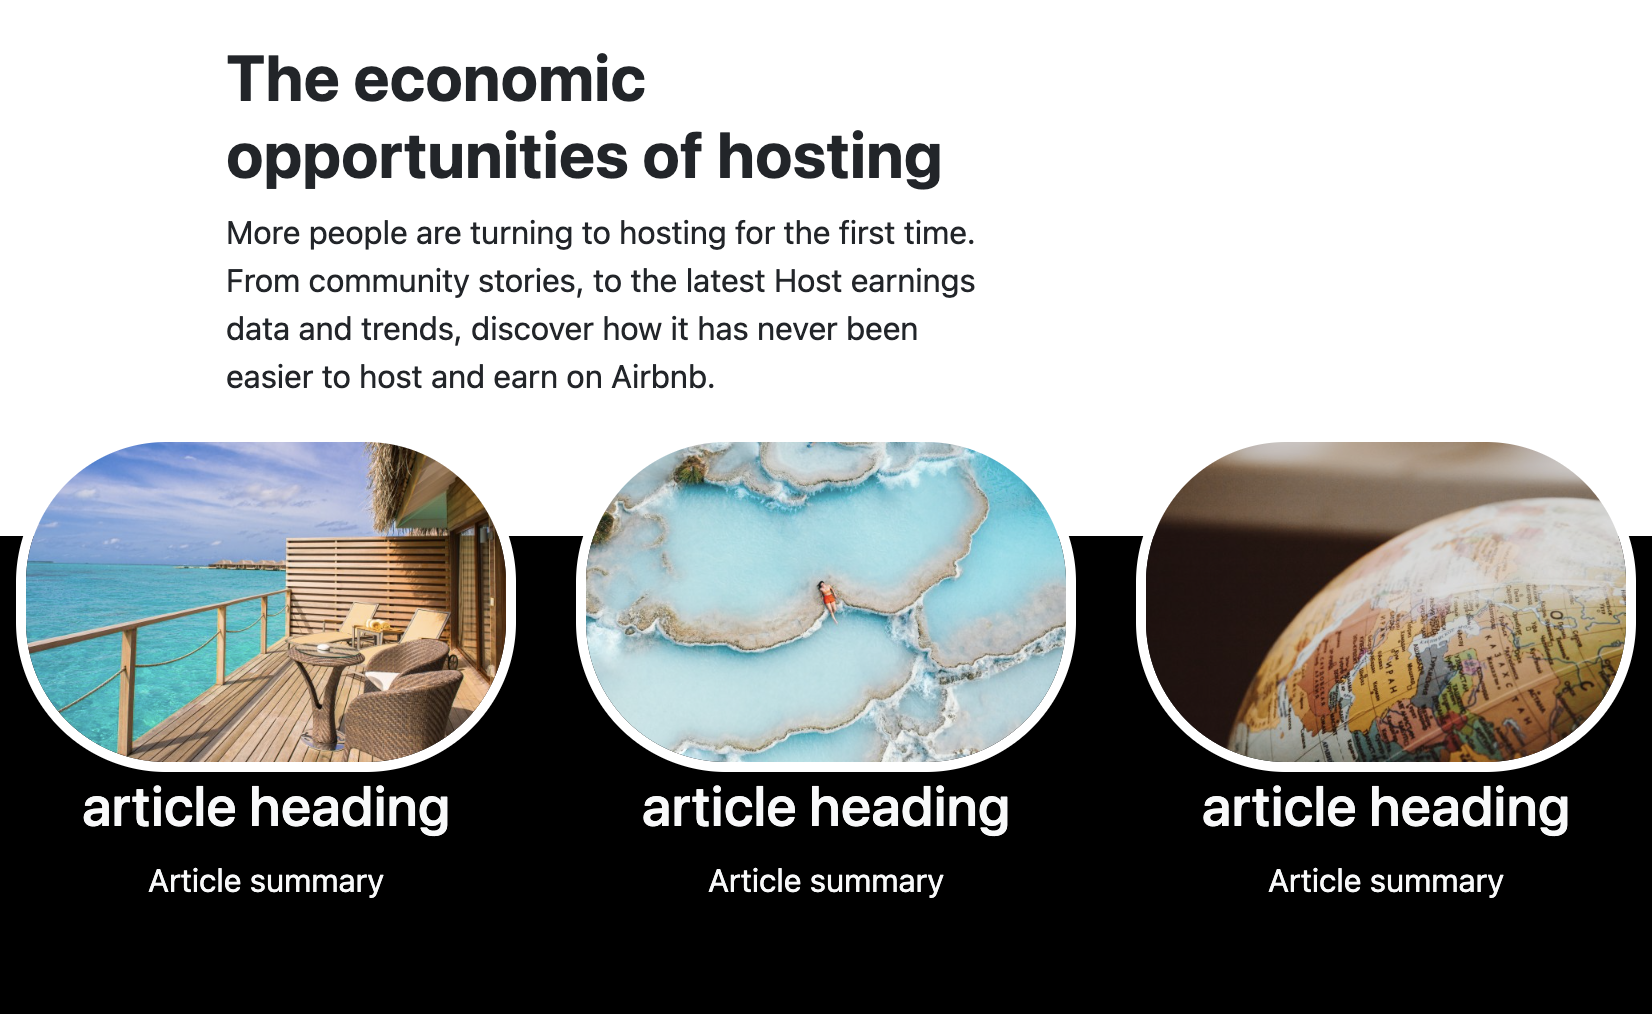 The economic
opportunities of hosting
More people are turning to hosting for the first time.
From community stories, to the latest Host earnings
data and trends, discover how it has never been
easier to host and earn on Airbnb.
ИРАН
КАЗАХСТАН
article heading
article heading
article heading
Article summary
Article summary
Article summary